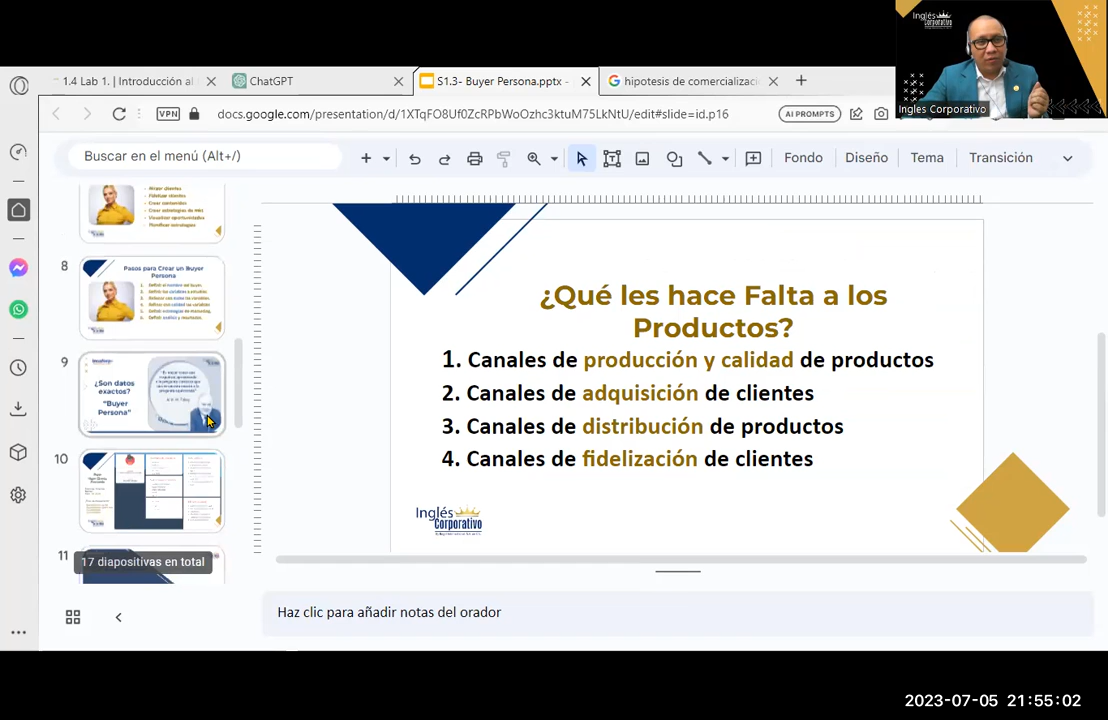 Inglés
Corporativo
Ingles Corporativo
1.4 Lab 1. | Introducción al
ChatGPT
S1.3- Buyer Persona.pptx -
hipotesis de comercializaci
VPN
docs.google.com/presentation/d/1XTqFO8Uf0ZcRPbWoOzhc3ktuM75LkNtU/edit#slide=id.p16
AI PROMPTS
Buscar en el menú (Alt+/)
Fondo
Diseño
Tema
Transición
8
Pasos para Crear un Buyer
Persona
9
¿Son datos
exactos?
"Buyer
Persona"
10
11
17 diapositivas en total
¿Qué les hace Falta a los
Productos?
1. Canales de producción y calidad de productos
2. Canales de adquisición de clientes
3. Canales de distribución de productos
4. Canales de fidelización de clientes
Inglés
Corporativo
Haz clic para añadir notas del orador
2023-07-05 21:55:02